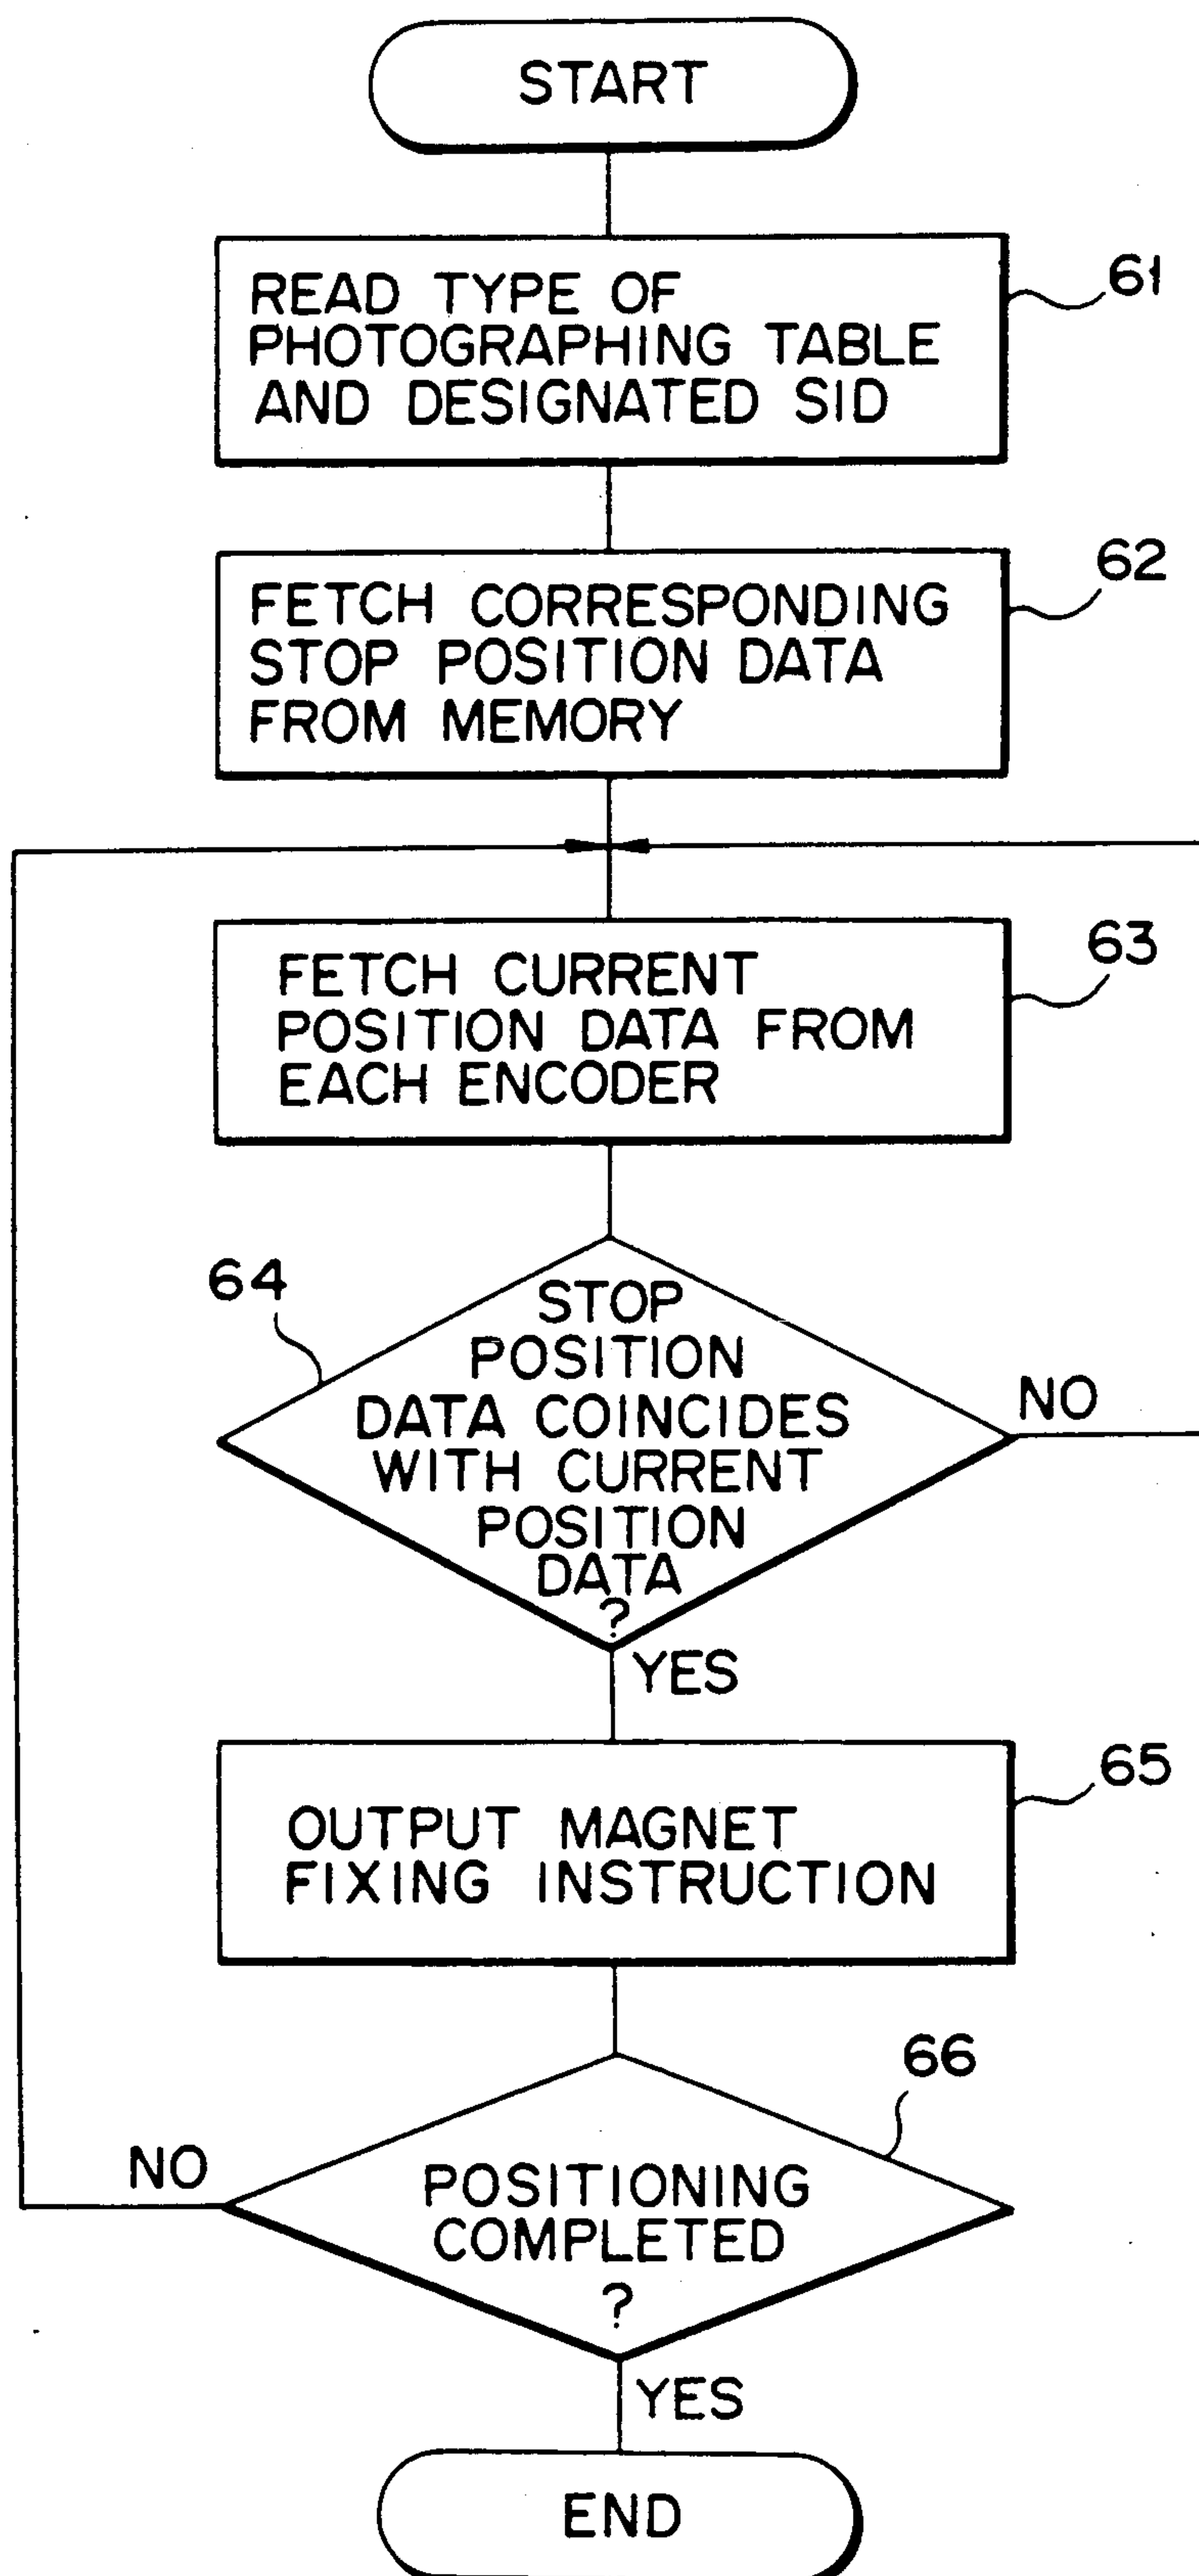 START
READ TYPE OF
PHOTOGRAPHING TABLE
AND DESIGNATED SID
61
FETCH CORRESPONDING
STOP POSITION DATA
FROM MEMORY
62
FETCH CURRENT
POSITION DATA FROM
EACH ENCODER
63
64
STOP
POSITION
DATA COINCIDES
WITH CURRENT
POSITION
DATA
?
NO
YES
OUTPUT MAGNET
FIXING INSTRUCTION
65
66
NO
POSITIONING
COMPLETED
?
YES
END